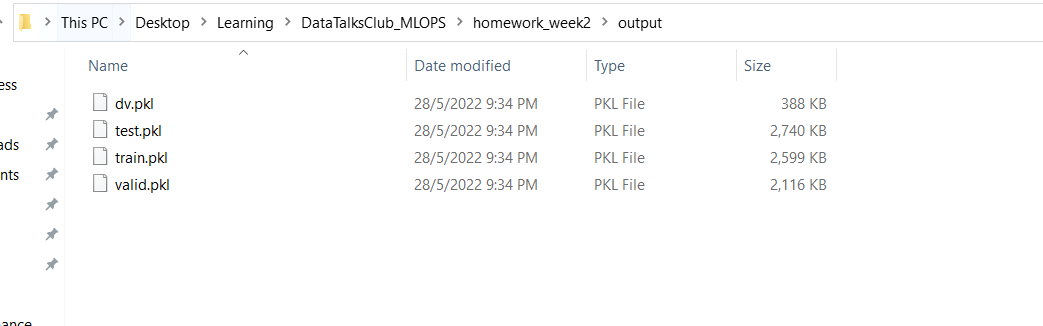 This PC > Desktop > Learning > DataTalksClub_MLOPS > homework_week2 > output
Name Date modified Type Size
ess
dv.pkl 28/5/2022 9:34 PM PKL File 388 KB
test.pkl 28/5/2022 9:34 PM PKL File 2,740 KB
ads
train.pkl 28/5/2022 9:34 PM PKL File 2,599 KB
nts
valid.pkl 28/5/2022 9:34 PM PKL File 2,116 KB
ance